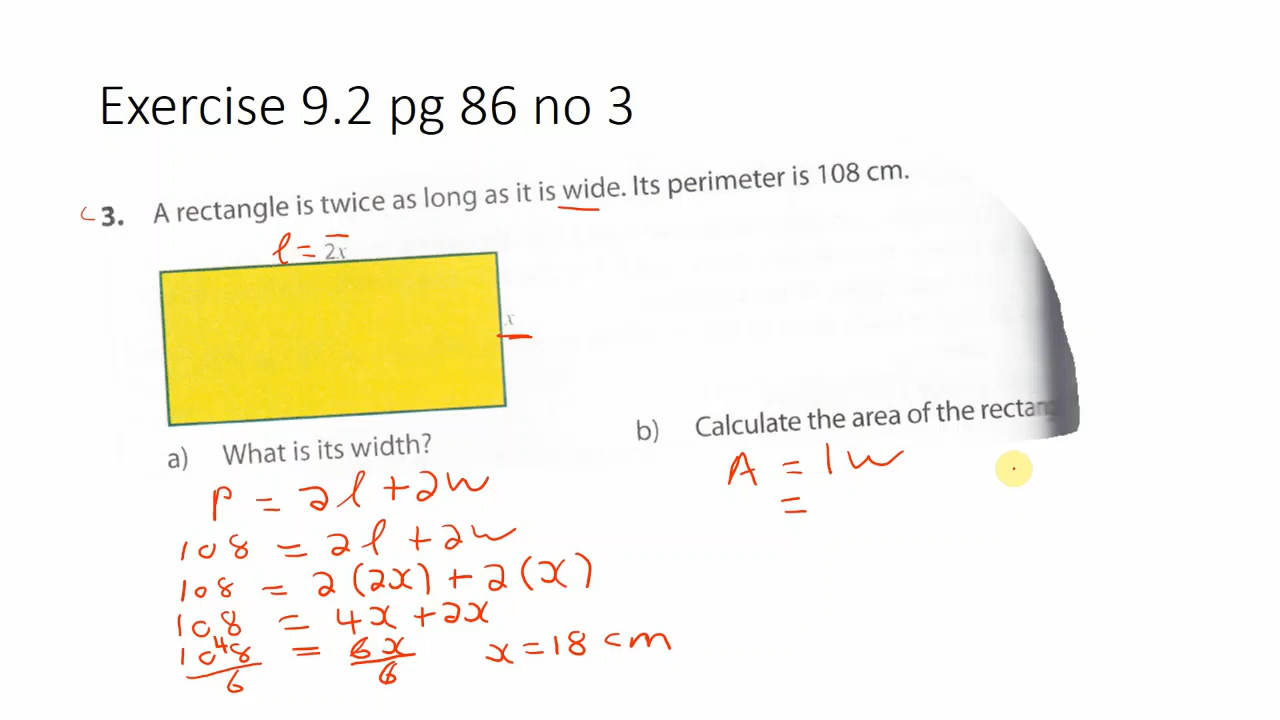 Exercise 9.2 pg 86 no 3
3. A rectangle is twice as long as it is wide. Its perimeter is 108 cm.
l = 2x
x
a) What is its width?
P = 2l + 2w
108 = 2l + 2w
108 = 2(2x) + 2(x)
108 = 4x + 2x
10⁴8/6 = 6x/6 x = 18 cm
b) Calculate the area of the rectang
A = lw
=